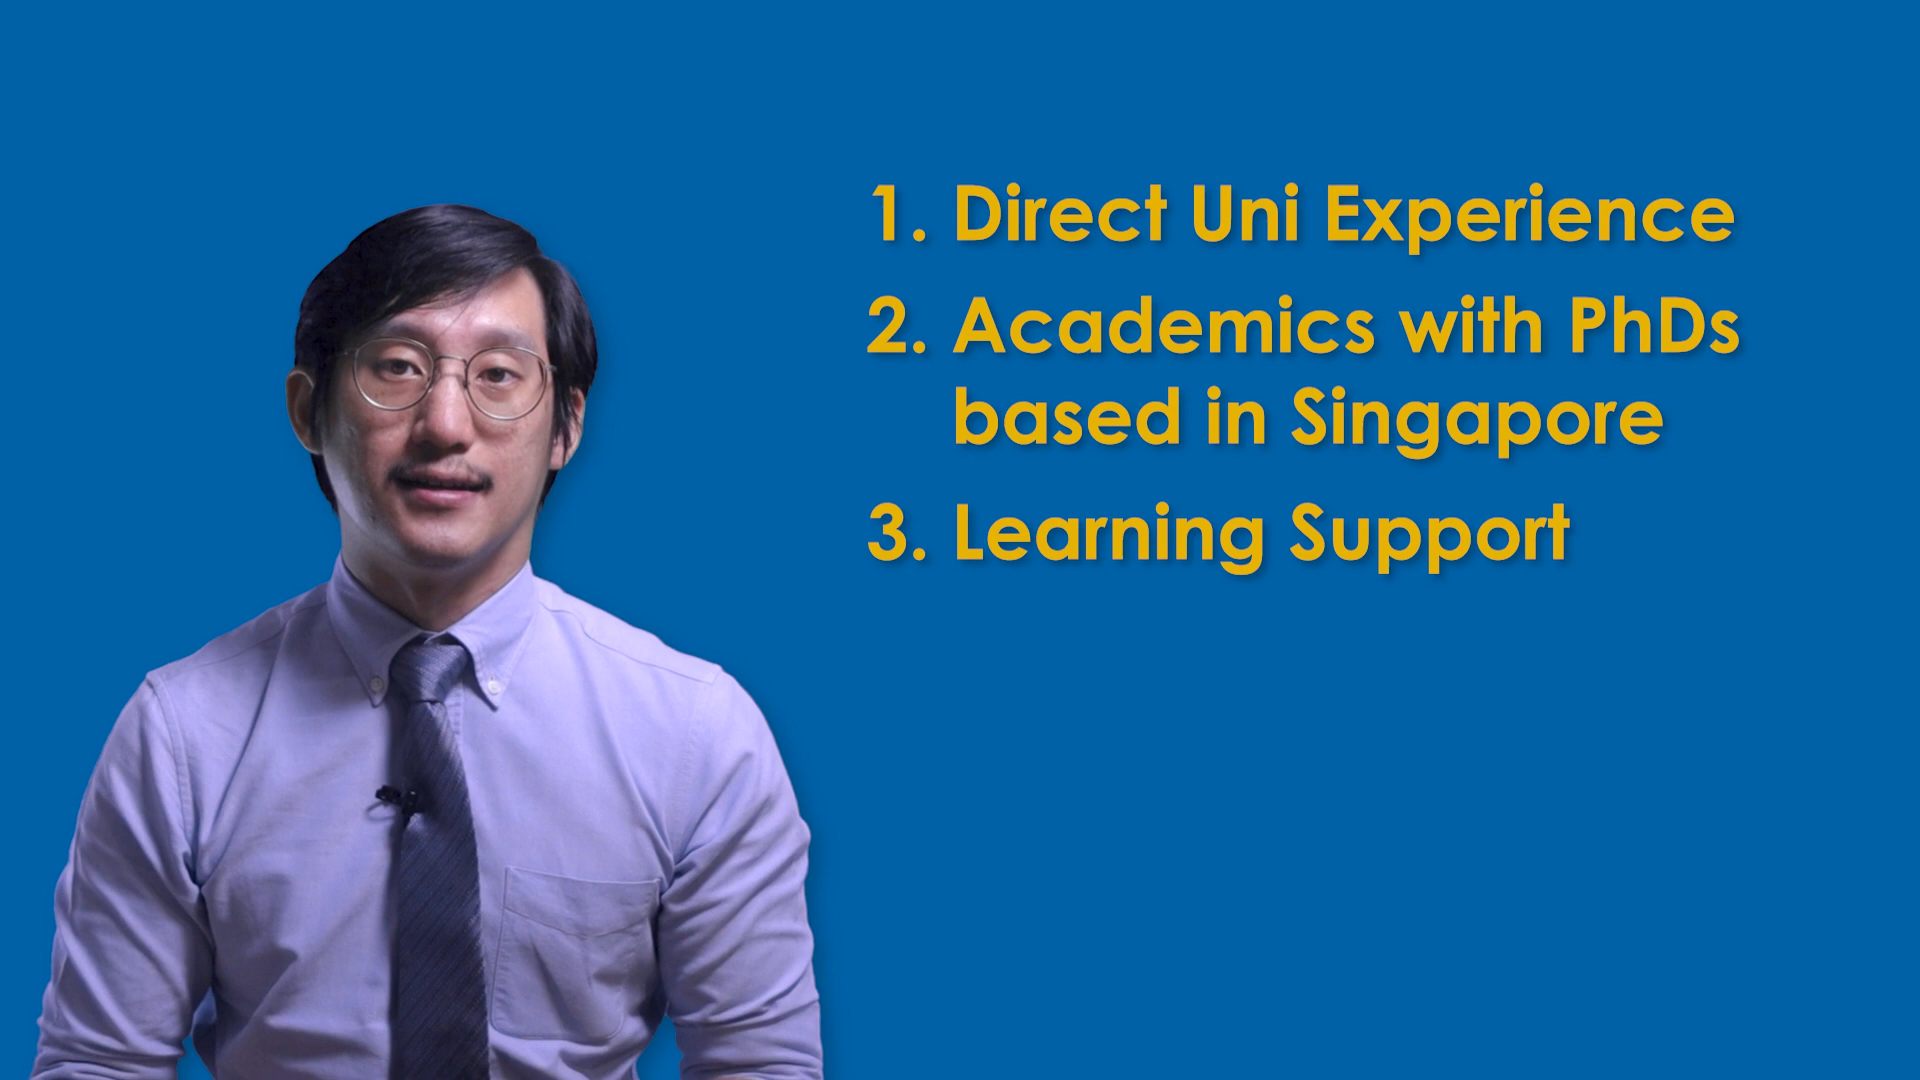 1. Direct Uni Experience
2. Academics with PhDs
based in Singapore
3. Learning Support